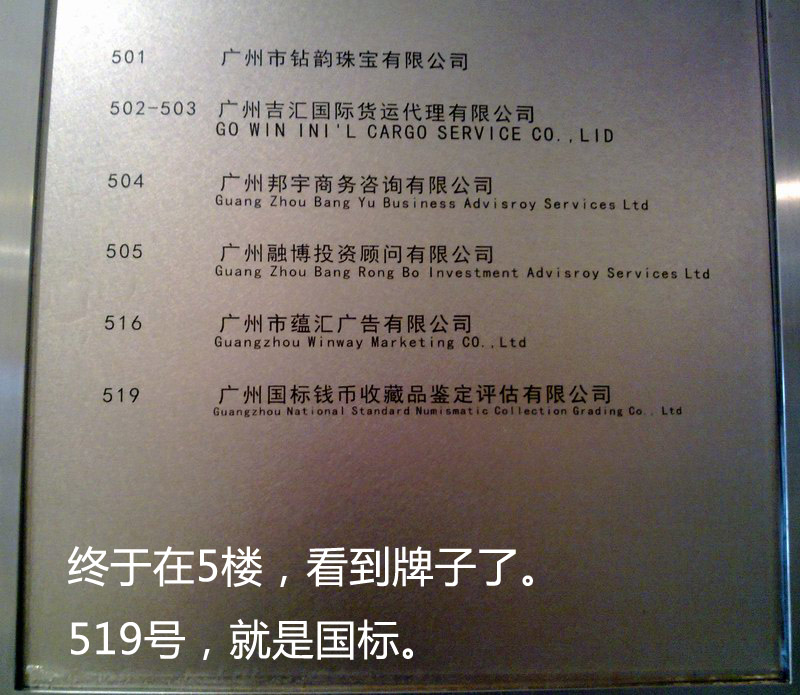 501 广州市钻韵珠宝有限公司
502-503 广州吉汇国际货运代理有限公司
GO WIN INI'L CARGO SERVICE CO.,LID
504 广州邦宇商务咨询有限公司
Guang Zhou Bang Yu Business Advisroy Services Ltd
505 广州融博投资顾问有限公司
Guang Zhou Bang Rong Bo Investment Advisroy Services Ltd
516 广州市蕴汇广告有限公司
Guangzhou Winway Marketing CO.,Ltd
519 广州国标钱币收藏品鉴定评估有限公司
Guangzhou National Standard Numismatic Collection Grading Co., Ltd
终于在5楼，看到牌子了。
519号，就是国标。